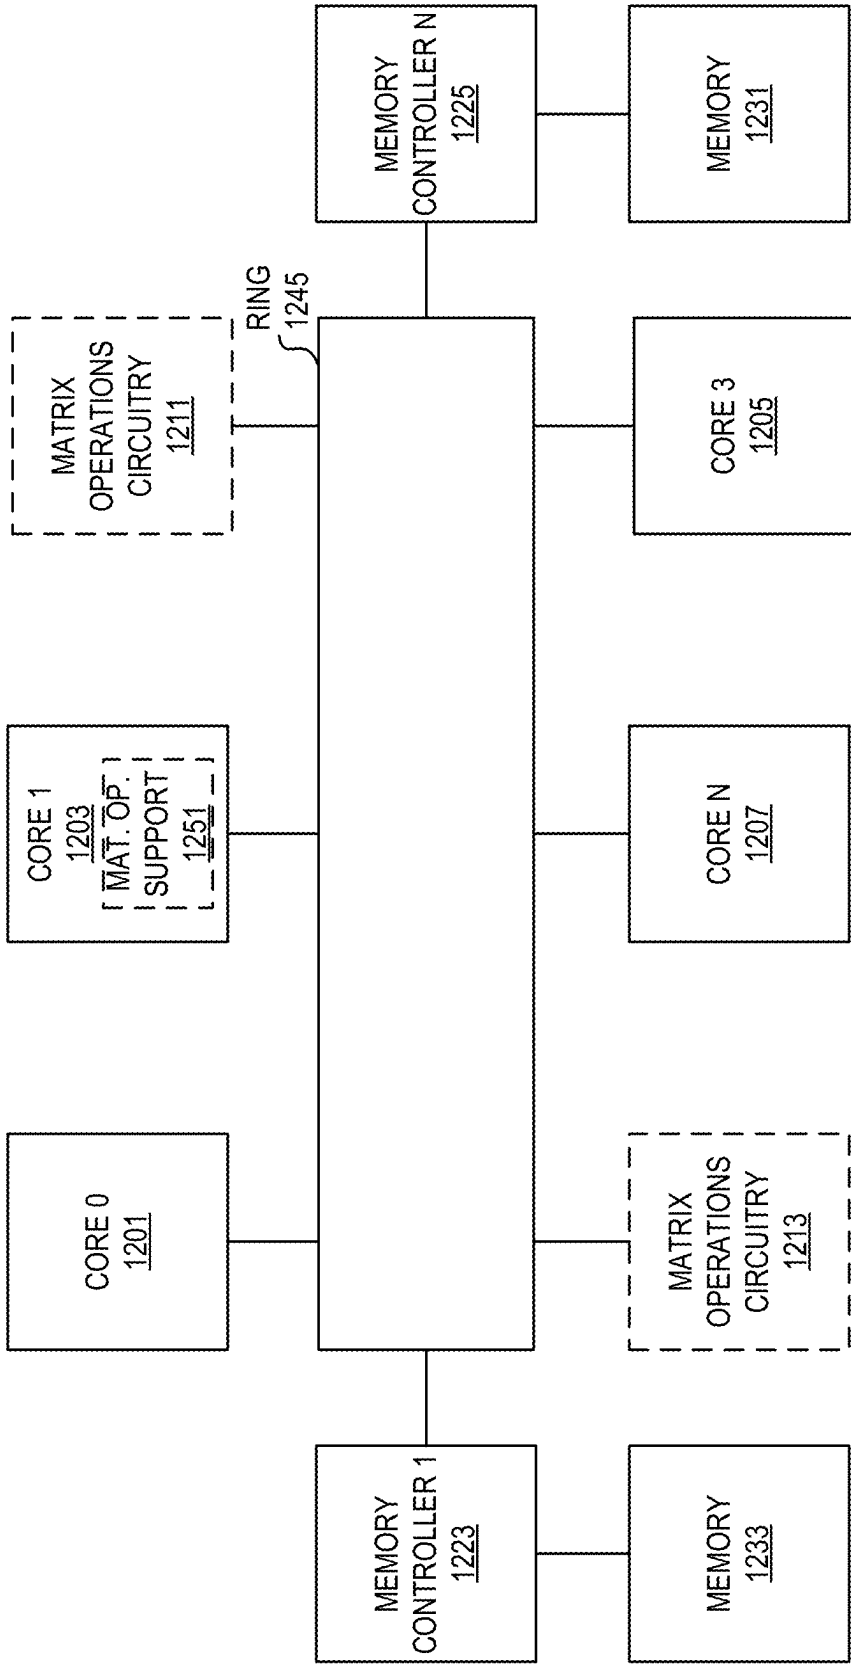 CORE 0
1201
CORE 1
1203
MAT. OP.
SUPPORT
1251
MATRIX
OPERATIONS
CIRCUITRY
1211
RING
1245
MEMORY
CONTROLLER 1
1223
MEMORY
CONTROLLER N
1225
MEMORY
1233
MATRIX
OPERATIONS
CIRCUITRY
1213
CORE N
1207
CORE 3
1205
MEMORY
1231